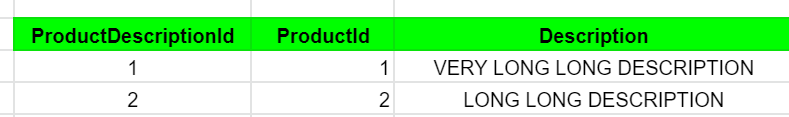 ProductDescriptionId ProductId Description
1 1 VERY LONG LONG DESCRIPTION
2 2 LONG LONG DESCRIPTION